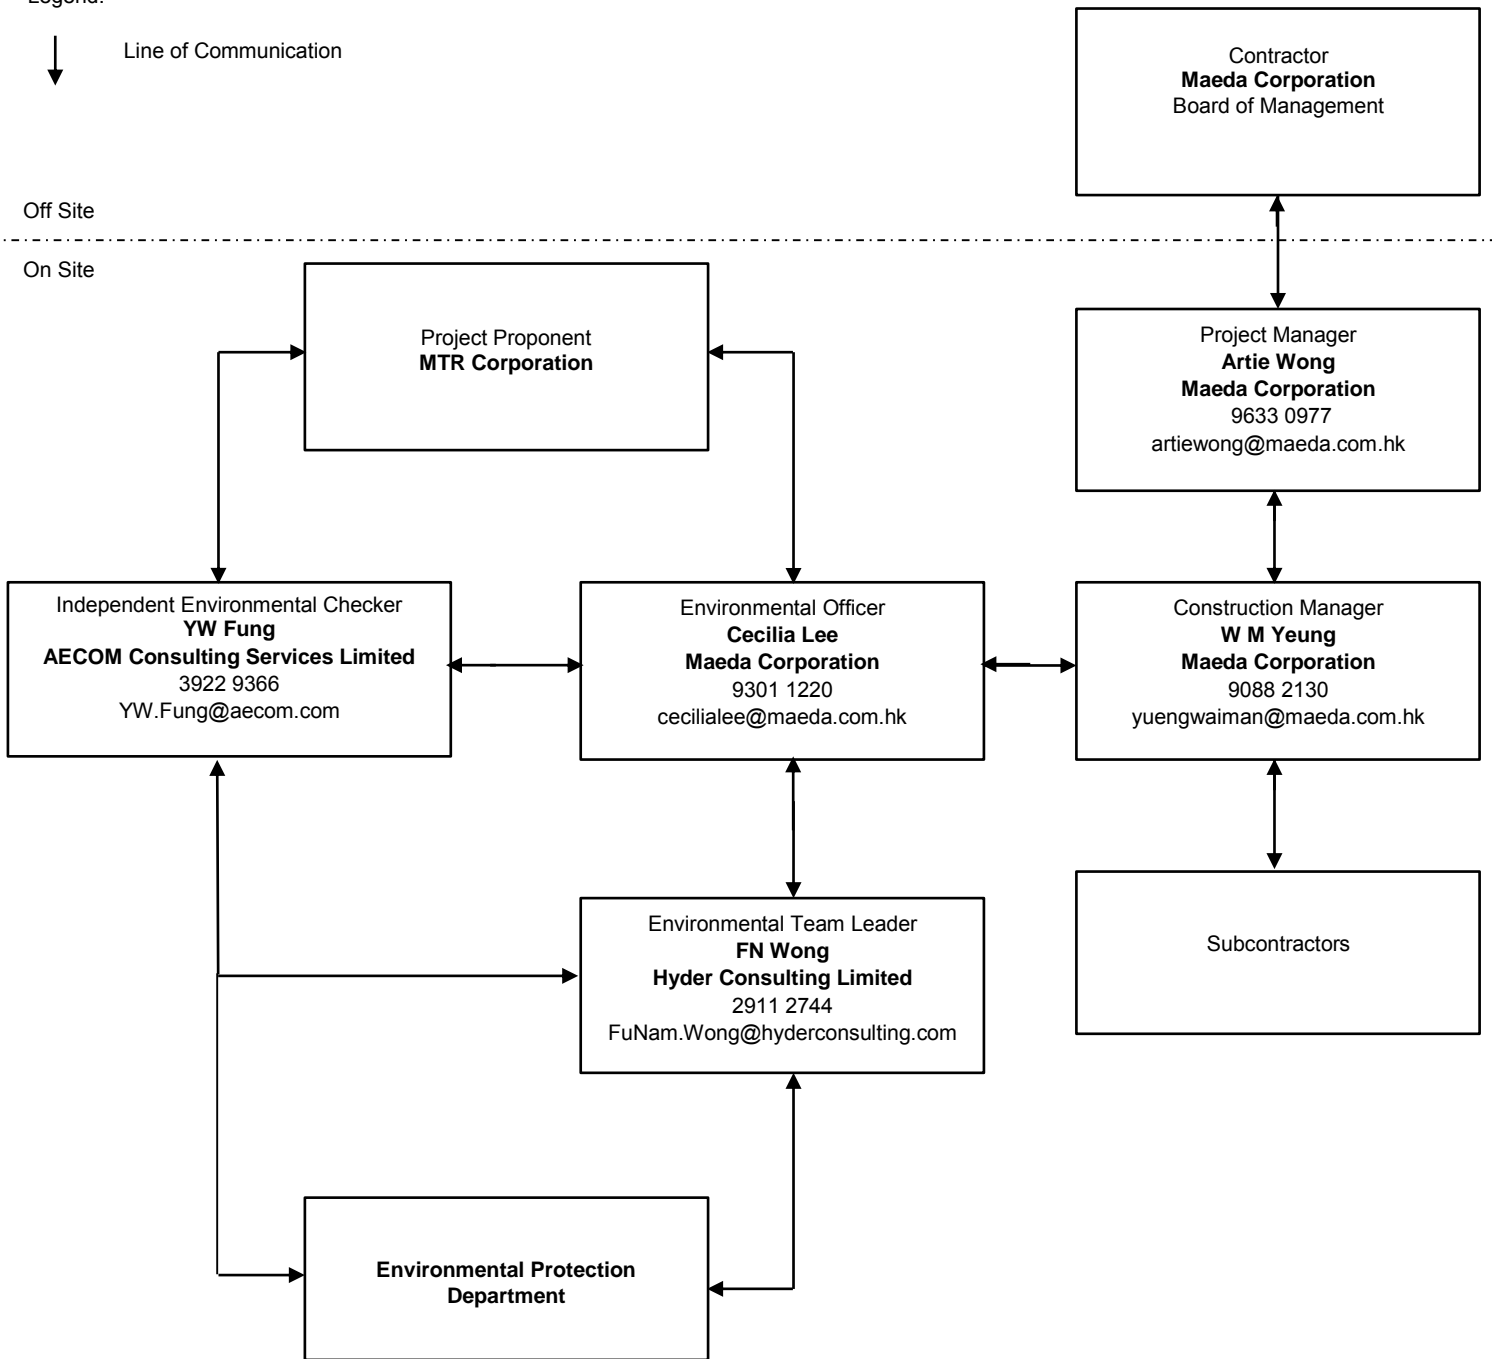 Legend:
Line of Communication
Contractor
Maeda Corporation
Board of Management
Off Site
On Site
Project Proponent
MTR Corporation
Project Manager
Artie Wong
Maeda Corporation
9633 0977
artiewong@maeda.com.hk
Independent Environmental Checker
YW Fung
AECOM Consulting Services Limited
3922 9366
YW.Fung@aecom.com
Environmental Officer
Cecilia Lee
Maeda Corporation
9301 1220
cecilialee@maeda.com.hk
Construction Manager
W M Yeung
Maeda Corporation
9088 2130
yuengwaiman@maeda.com.hk
Environmental Team Leader
FN Wong
Hyder Consulting Limited
2911 2744
FuNam.Wong@hyderconsulting.com
Subcontractors
Environmental Protection
Department